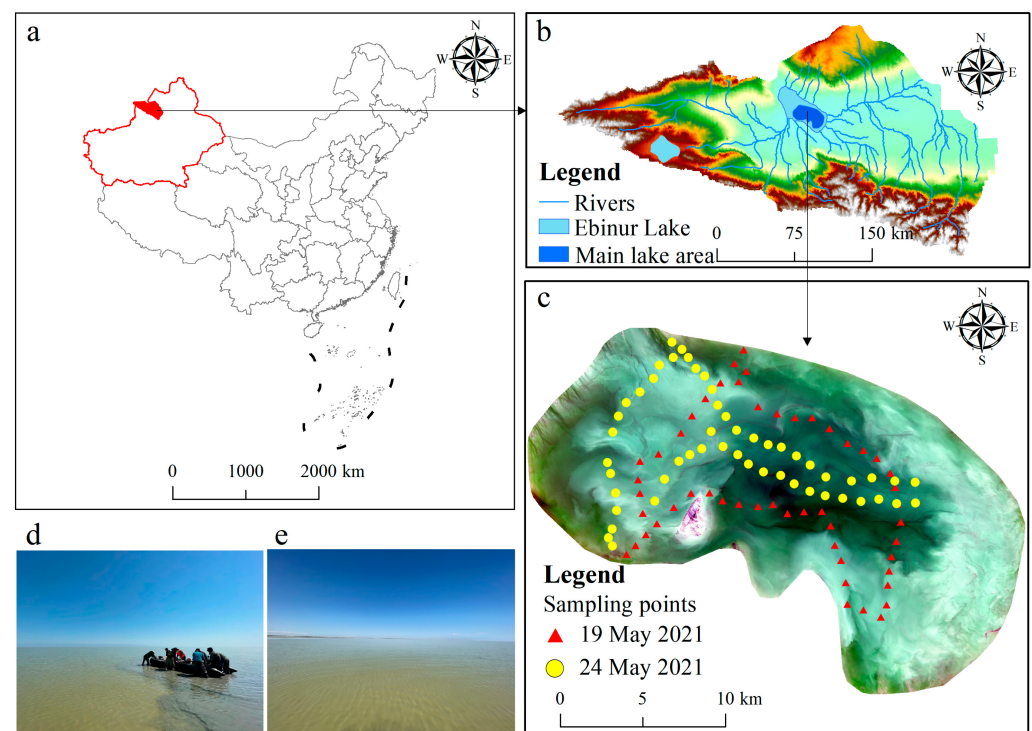 a
N
W E
S
0 1000 2000 km
b
N
W E
S
Legend
Rivers
Ebinur Lake
Main lake area
0 75 150 km
c
N
W E
S
Legend
Sampling points
19 May 2021
24 May 2021
0 5 10 km
d e